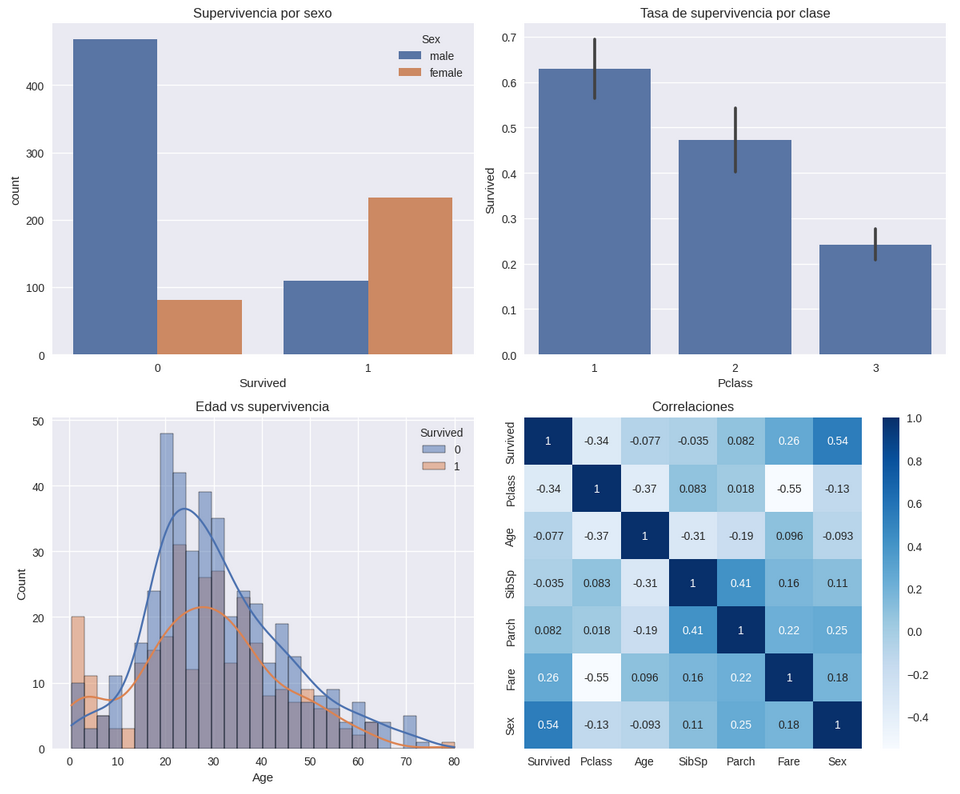 Supervivencia por sexo
Sex
male
female
400
300
200
100
0
count
0 1
Survived
Tasa de supervivencia por clase
0.7
0.6
0.5
0.4
0.3
0.2
0.1
0.0
Survived
1 2 3
Pclass
Edad vs supervivencia
Survived
0
1
50
40
30
20
10
0
Count
0 10 20 30 40 50 60 70 80
Age
Correlaciones
Survived 1 -0.34 -0.077 -0.035 0.082 0.26 0.54
Pclass -0.34 1 -0.37 0.083 0.018 -0.55 -0.13
Age -0.077 -0.37 1 -0.31 -0.19 0.096 -0.093
SibSp -0.035 0.083 -0.31 1 0.41 0.16 0.11
Parch 0.082 0.018 -0.19 0.41 1 0.22 0.25
Fare 0.26 -0.55 0.096 0.16 0.22 1 0.18
Sex 0.54 -0.13 -0.093 0.11 0.25 0.18 1
Survived Pclass Age SibSp Parch Fare Sex
1.0
0.8
0.6
0.4
0.2
0.0
−0.2
−0.4